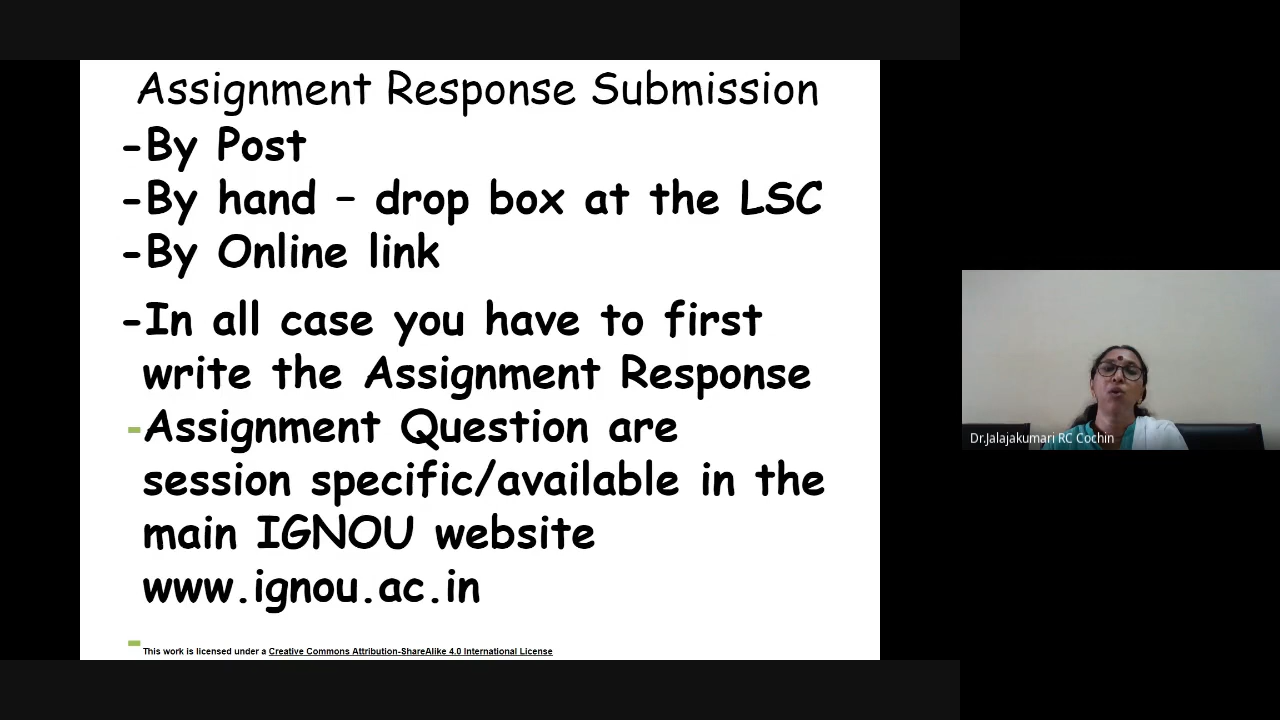 Assignment Response Submission
-By Post
-By hand – drop box at the LSC
-By Online link
-In all case you have to first
write the Assignment Response
-Assignment Question are
session specific/available in the
main IGNOU website
www.ignou.ac.in
-
This work is licensed under a Creative Commons Attribution-ShareAlike 4.0 International License
Dr.Jalajakumari RC Cochin